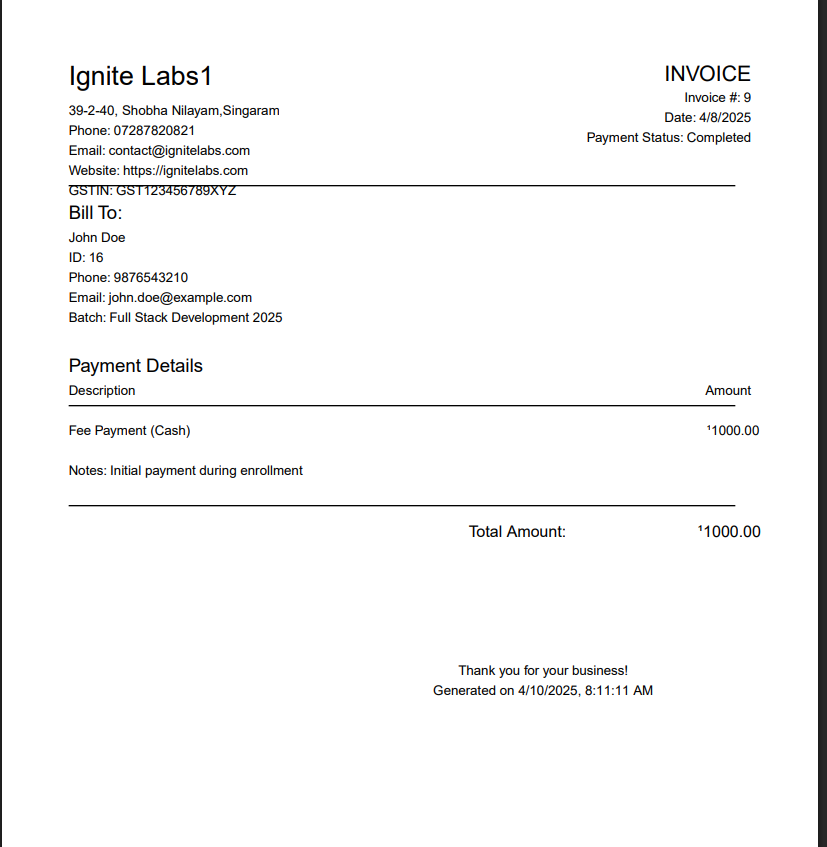 Ignite Labs1
INVOICE
39-2-40, Shobha Nilayam,Singaram
Invoice #: 9
Phone: 07287820821
Date: 4/8/2025
Email: contact@ignitelabs.com
Payment Status: Completed
Website: https://ignitelabs.com
GSTIN: GST123456789XYZ
Bill To:
John Doe
ID: 16
Phone: 9876543210
Email: john.doe@example.com
Batch: Full Stack Development 2025
Payment Details
Description Amount
Fee Payment (Cash) ¹1000.00
Notes: Initial payment during enrollment
Total Amount: ¹1000.00
Thank you for your business!
Generated on 4/10/2025, 8:11:11 AM